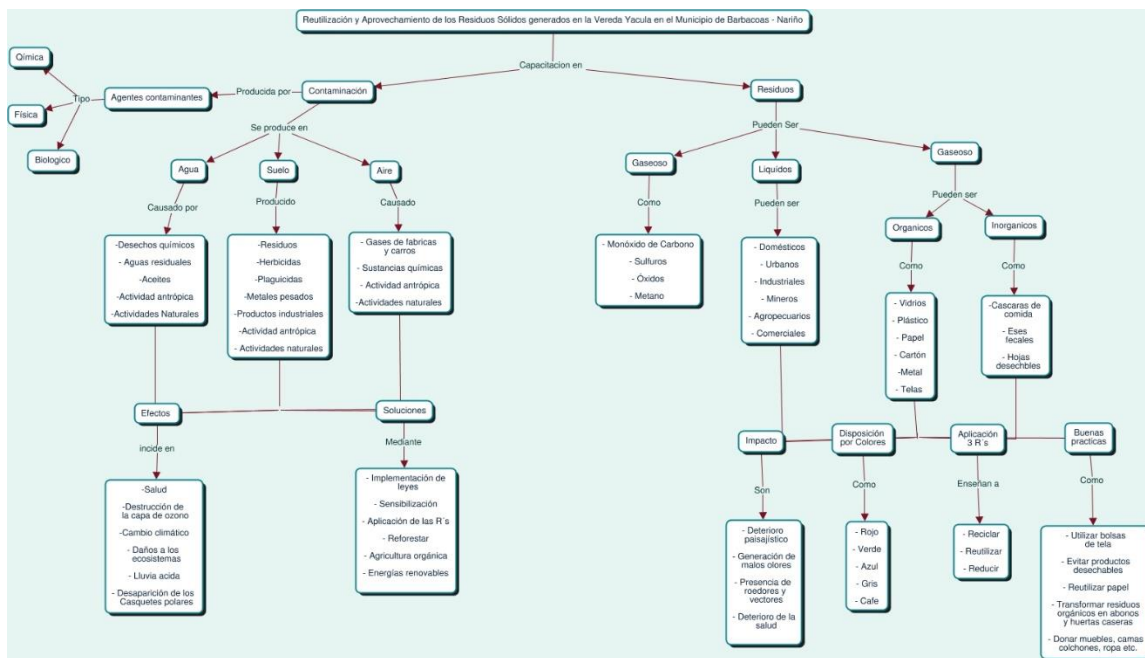 Reutilización y Aprovechamiento de los Residuos Sólidos generados en la Vereda Yacula en el Municipio de Barbacoas - Nariño
Capacitacion en
Qímica
Tipo
Física
Biologico
Agentes contaminantes
Producida por
Contaminación
Residuos
Se produce en
Pueden Ser
Agua
Suelo
Aire
Gaseoso
Liquídos
Gaseoso
Causado por
Producido
Causado
Como
Pueden ser
Pueden ser
Organicos
Inorganicos
Como
Como
-Desechos químicos
- Aguas residuales
-Aceites
-Actividad antrópica
-Actividades Naturales
-Residuos
-Herbicidas
-Plaguicidas
-Metales pesados
-Productos industriales
-Actividad antrópica
- Actividades naturales
- Gases de fabricas
y carros
- Sustancias químicas
- Actividad antrópica
-Actividades naturales
- Monóxido de Carbono
- Sulfuros
- Óxidos
- Metano
- Domésticos
- Urbanos
- Industriales
- Mineros
- Agropecuarios
- Comerciales
- Vidrios
- Plástico
- Papel
- Cartón
-Metal
- Telas
-Cascaras de
comida
- Eses
fecales
- Hojas
desechbles
Efectos
Soluciones
incide en
Mediante
-Salud
-Destrucción de
la capa de ozono
-Cambio climático
- Daños a los
ecosistemas
- Lluvia acida
- Desaparición de los
Casquetes polares
- Implementación de
leyes
- Sensibilización
- Aplicación de las R´s
- Reforestar
- Agricultura orgánica
- Energías renovables
Impacto
Disposición
por Colores
Aplicación
3 R´s
Buenas
practicas
Son
Como
Enseñan a
Como
- Deterioro
paisajístico
- Generación de
malos olores
- Presencia de
roedores y
vectores
- Deterioro de la
salud
- Rojo
- Verde
- Azul
- Gris
- Cafe
- Reciclar
- Reutilizar
- Reducir
- Utilizar bolsas
de tela
- Evitar productos
desechables
- Reutilizar papel
- Transformar residuos
orgánicos en abonos
y huertas caseras
- Donar muebles, camas
colchones, ropa etc.